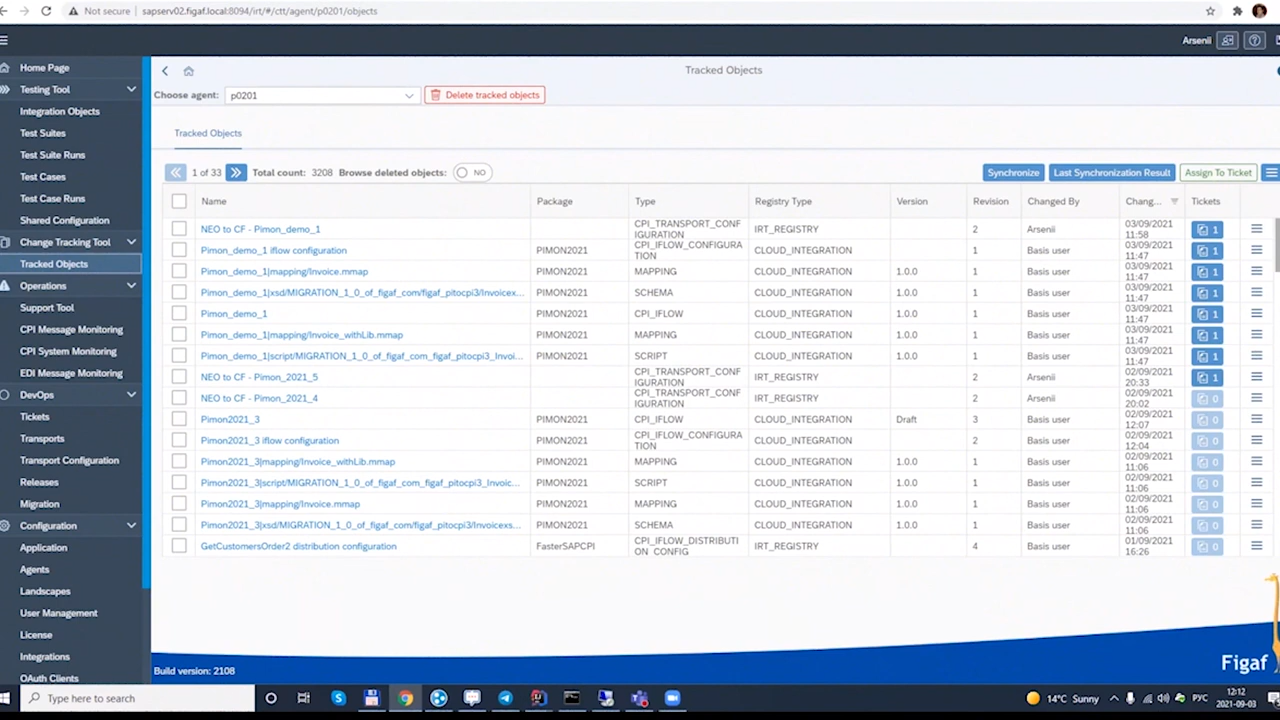 Not secure | sapserv02.figaf.local:8094/irt/#/ctt/agent/p0201/objects
Arsenii
Home Page
Testing Tool
Integration Objects
Test Suites
Test Suite Runs
Test Cases
Test Case Runs
Shared Configuration
Change Tracking Tool
Tracked Objects
Operations
Support Tool
CPI Message Monitoring
CPI System Monitoring
EDI Message Monitoring
DevOps
Tickets
Transports
Transport Configuration
Releases
Migration
Configuration
Application
Agents
Landscapes
User Management
License
Integrations
OAuth Clients
Tracked Objects
Choose agent: p0201 Delete tracked objects
Tracked Objects
1 of 33 Total count: 3208 Browse deleted objects: NO Synchronize Last Synchronization Result Assign To Ticket
Name Package Type Registry Type Version Revision Changed By Chang... Tickets
NEO to CF - Pimon_demo_1 CPI_TRANSPORT_CONF IRT_REGISTRY 2 Arsenii 03/09/2021 1
IGURATION 11:58
Pimon_demo_1 iflow configuration PIMON2021 CPI_IFLOW_CONFIGURA CLOUD_INTEGRATION 1 Basis user 03/09/2021 1
TION 11:47
Pimon_demo_1|mapping/Invoice.mmap PIMON2021 MAPPING CLOUD_INTEGRATION 1.0.0 1 Basis user 03/09/2021 1
11:47
Pimon_demo_1|xsd/MIGRATION_1_0_of_figaf_com/figaf_pitocpi3/Invoicex... PIMON2021 SCHEMA CLOUD_INTEGRATION 1.0.0 1 Basis user 03/09/2021 1
11:47
Pimon_demo_1 PIMON2021 CPI_IFLOW CLOUD_INTEGRATION 1.0.0 1 Basis user 03/09/2021 1
11:47
Pimon_demo_1|mapping/Invoice_withLib.mmap PIMON2021 MAPPING CLOUD_INTEGRATION 1.0.0 1 Basis user 03/09/2021 1
11:47
Pimon_demo_1|script/MIGRATION_1_0_of_figaf_com_figaf_pitocpi3_Invoi... PIMON2021 SCRIPT CLOUD_INTEGRATION 1.0.0 1 Basis user 03/09/2021 1
11:47
NEO to CF - Pimon_2021_5 CPI_TRANSPORT_CONF IRT_REGISTRY 2 Arsenii 02/09/2021 1
IGURATION 20:33
NEO to CF - Pimon_2021_4 CPI_TRANSPORT_CONF IRT_REGISTRY 2 Arsenii 02/09/2021 0
IGURATION 20:02
Pimon2021_3 PIMON2021 CPI_IFLOW CLOUD_INTEGRATION Draft 3 Basis user 02/09/2021 0
12:07
Pimon2021_3 iflow configuration PIMON2021 CPI_IFLOW_CONFIGURA CLOUD_INTEGRATION 2 Basis user 02/09/2021 0
TION 12:04
Pimon2021_3|mapping/Invoice_withLib.mmap PIMON2021 MAPPING CLOUD_INTEGRATION 1.0.0 1 Basis user 02/09/2021 0
11:06
Pimon2021_3|script/MIGRATION_1_0_of_figaf_com_figaf_pitocpi3_Invoic... PIMON2021 SCRIPT CLOUD_INTEGRATION 1.0.0 1 Basis user 02/09/2021 0
11:06
Pimon2021_3|mapping/Invoice.mmap PIMON2021 MAPPING CLOUD_INTEGRATION 1.0.0 1 Basis user 02/09/2021 0
11:06
Pimon2021_3|xsd/MIGRATION_1_0_of_figaf_com/figaf_pitocpi3/Invoicexs... PIMON2021 SCHEMA CLOUD_INTEGRATION 1.0.0 1 Basis user 02/09/2021 0
11:06
GetCustomersOrder2 distribution configuration FasterSAPCPI CPI_IFLOW_DISTRIBUTI IRT_REGISTRY 4 Basis user 01/09/2021 0
ON_CONFIG 16:26
Build version: 2108
Figaf
Type here to search
14°C Sunny РУС 12:12
2021-09-03